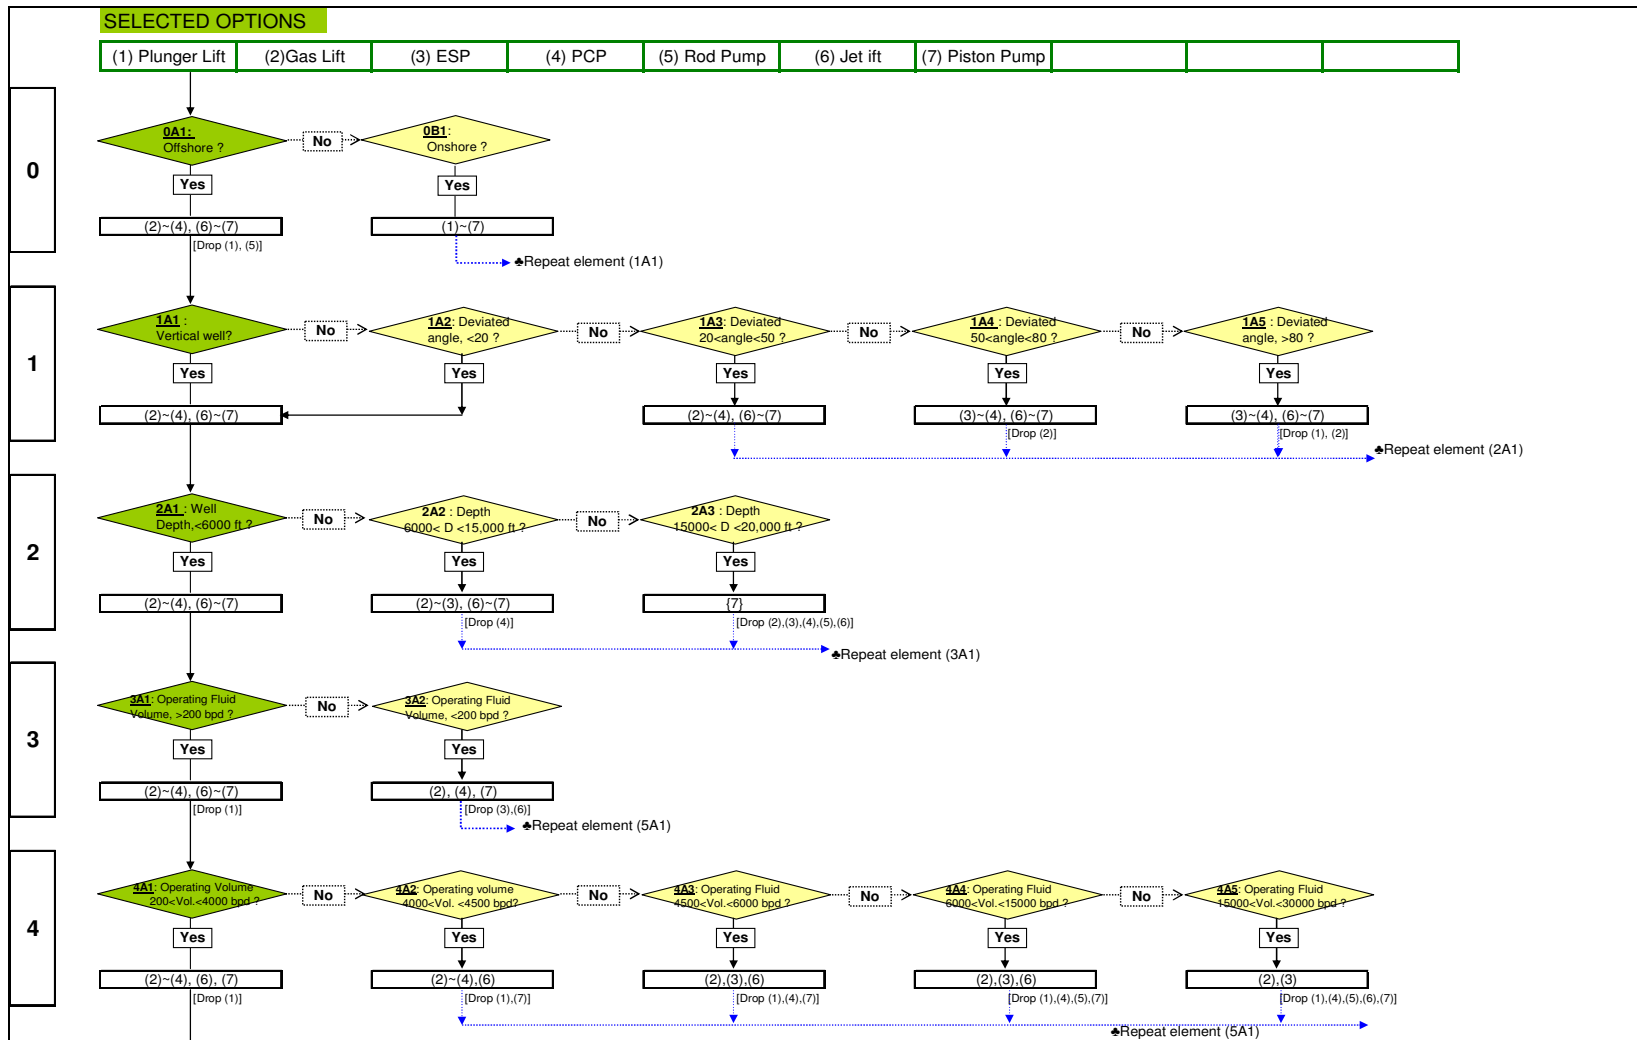 SELECTED OPTIONS
(1) Plunger Lift (2)Gas Lift (3) ESP (4) PCP (5) Rod Pump (6) Jet ift (7) Piston Pump
0
0A1:
Offshore ?
No
0B1:
Onshore ?
Yes
Yes
(2)~(4), (6)~(7)
(1)~(7)
[Drop (1), (5)]
♣Repeat element (1A1)
1
1A1 :
Vertical well?
No
1A2: Deviated
angle, <20 ?
No
1A3: Deviated
20<angle<50 ?
No
1A4 : Deviated
50<angle<80 ?
No
1A5 : Deviated
angle, >80 ?
Yes
Yes
Yes
Yes
Yes
(2)~(4), (6)~(7)
(2)~(4), (6)~(7)
(3)~(4), (6)~(7)
(3)~(4), (6)~(7)
[Drop (2)]
[Drop (1), (2)]
♣Repeat element (2A1)
2
2A1 : Well
Depth,<6000 ft ?
No
2A2 : Depth
6000< D <15,000 ft ?
No
2A3 : Depth
15000< D <20,000 ft ?
Yes
Yes
Yes
(2)~(4), (6)~(7)
(2)~(3), (6)~(7)
{7}
[Drop (4)]
[Drop (2),(3),(4),(5),(6)]
♣Repeat element (3A1)
3
3A1: Operating Fluid
Volume, >200 bpd ?
No
3A2: Operating Fluid
Volume, <200 bpd ?
Yes
Yes
(2)~(4), (6)~(7)
(2), (4), (7)
[Drop (1)]
[Drop (3),(6)]
♣Repeat element (5A1)
4
4A1: Operating Volume
200<Vol.<4000 bpd ?
No
4A2: Operating volume
4000<Vol. <4500 bpd?
No
4A3: Operating Fluid
4500<Vol.<6000 bpd ?
No
4A4: Operating Fluid
6000<Vol.<15000 bpd ?
No
4A5: Operating Fluid
15000<Vol.<30000 bpd ?
Yes
Yes
Yes
Yes
Yes
(2)~(4), (6), (7)
(2)~(4),(6)
(2),(3),(6)
(2),(3),(6)
(2),(3)
[Drop (1)]
[Drop (1),(7)]
[Drop (1),(4),(7)]
[Drop (1),(4),(5),(7)]
[Drop (1),(4),(5),(6),(7)]
♣Repeat element (5A1)